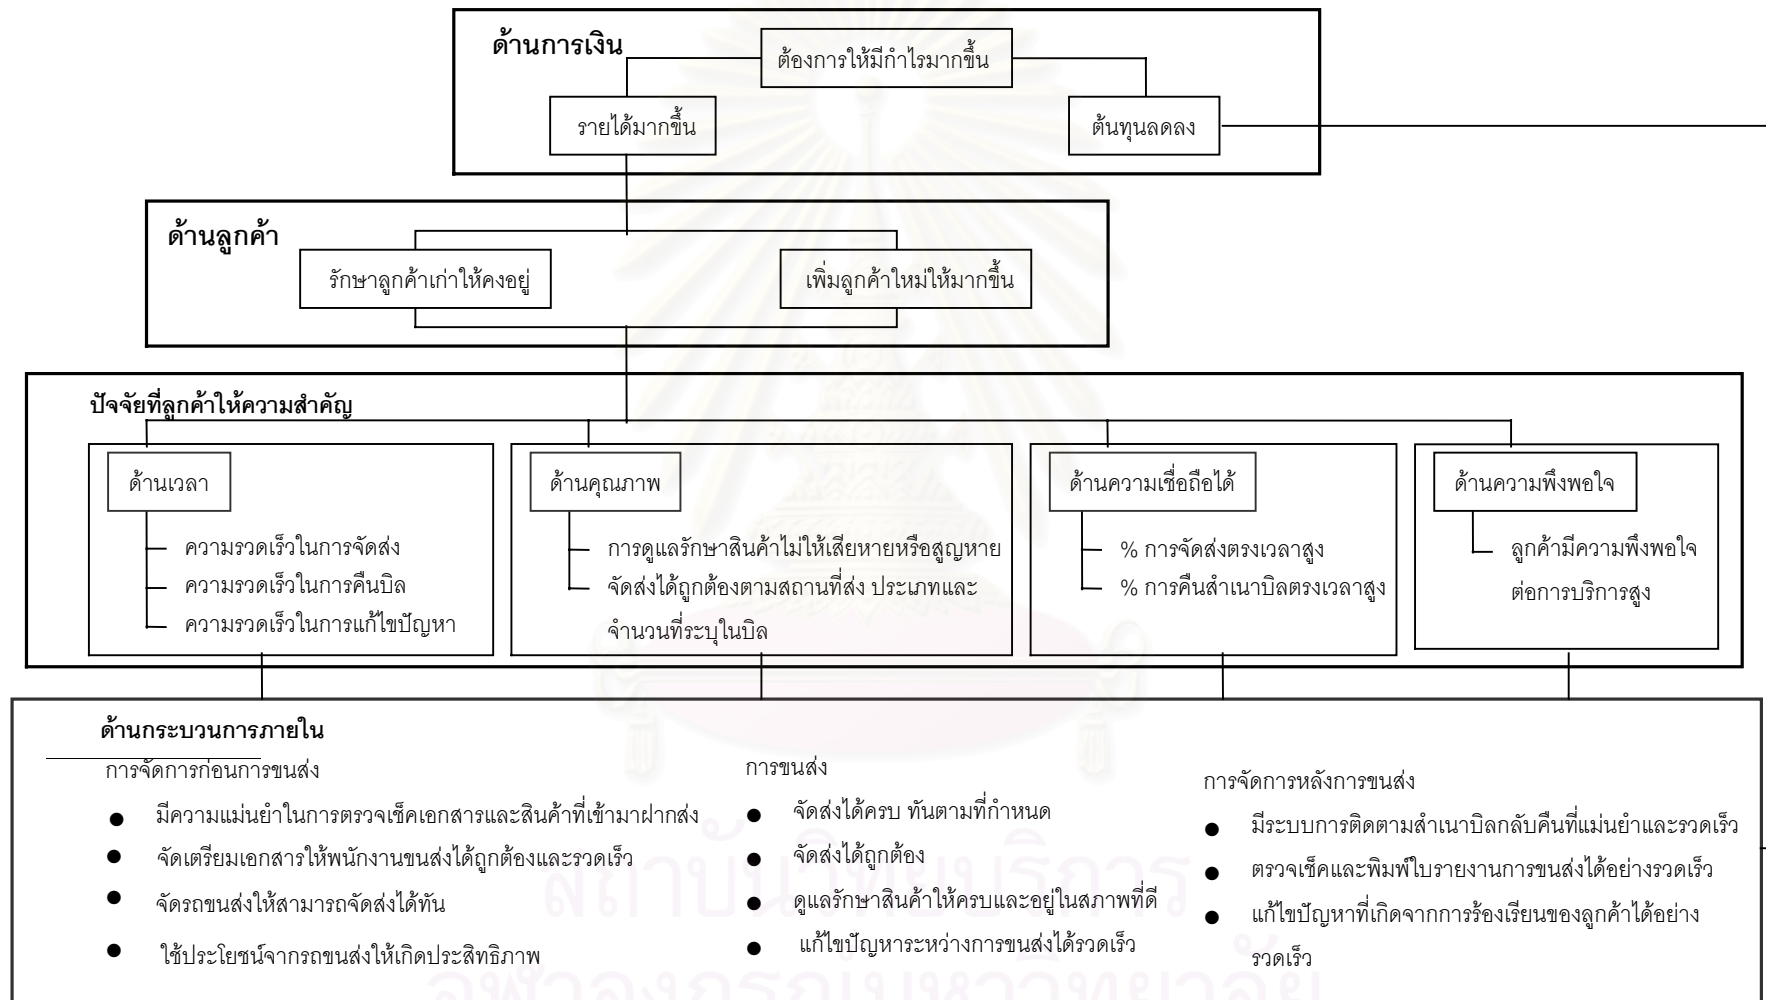 ด้านการเงิน
ต้องการให้มีกำไรมากขึ้น
รายได้มากขึ้น
ต้นทุนลดลง
ด้านลูกค้า
รักษาลูกค้าเก่าให้คงอยู่
เพิ่มลูกค้าใหม่ให้มากขึ้น
ปัจจัยที่ลูกค้าให้ความสำคัญ
ด้านเวลา
ความรวดเร็วในการจัดส่ง
ความรวดเร็วในการคืนบิล
ความรวดเร็วในการแก้ไขปัญหา
ด้านคุณภาพ
การดูแลรักษาสินค้าไม่ให้เสียหายหรือสูญหาย
จัดส่งได้ถูกต้องตามสถานที่ส่ง ประเภทและ
จำนวนที่ระบุในบิล
ด้านความเชื่อถือได้
% การจัดส่งตรงเวลาสูง
% การคืนสำเนาบิลตรงเวลาสูง
ด้านความพึงพอใจ
ลูกค้ามีความพึงพอใจ
ต่อการบริการสูง
ด้านกระบวนการภายใน
การจัดการก่อนการขนส่ง
● มีความแม่นยำในการตรวจเช็คเอกสารและสินค้าที่เข้ามาฝากส่ง
● จัดเตรียมเอกสารให้พนักงานขนส่งได้ถูกต้องและรวดเร็ว
● จัดรถขนส่งให้สามารถจัดส่งได้ทัน
● ใช้ประโยชน์จากรถขนส่งให้เกิดประสิทธิภาพ
การขนส่ง
● จัดส่งได้ครบ ทันตามที่กำหนด
● จัดส่งได้ถูกต้อง
● ดูแลรักษาสินค้าให้ครบและอยู่ในสภาพที่ดี
● แก้ไขปัญหาระหว่างการขนส่งได้รวดเร็ว
การจัดการหลังการขนส่ง
● มีระบบการติดตามสำเนาบิลกลับคืนที่แม่นยำและรวดเร็ว
● ตรวจเช็คและพิมพ์ใบรายงานการขนส่งได้อย่างรวดเร็ว
● แก้ไขปัญหาที่เกิดจากการร้องเรียนของลูกค้าได้อย่าง
รวดเร็ว
สถาบันวิทยบริการ
จุฬาลงกรณ์มหาวิทยาลัย